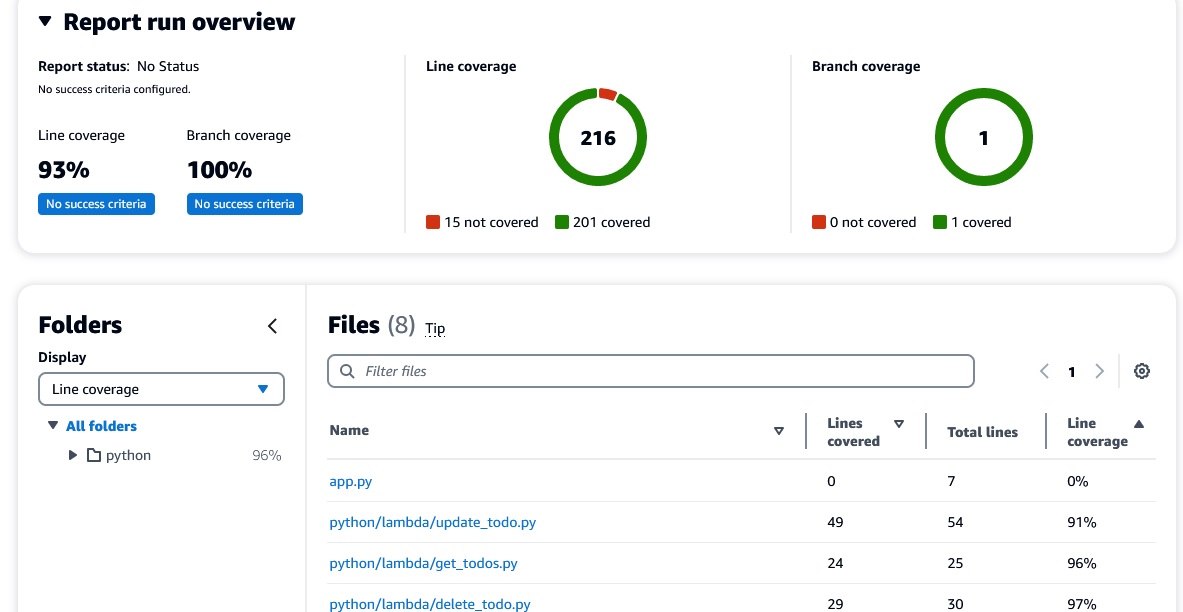 Report run overview
Report status: No Status
No success criteria configured.
Line coverage
93%
No success criteria
Branch coverage
100%
No success criteria
Line coverage
216
15 not covered
201 covered
Branch coverage
1
0 not covered
1 covered
Folders
Display
Line coverage
All folders
python 96%
Files (8) Tip
Filter files
1
Name
Lines covered
Total lines
Line coverage
app.py 0 7 0%
python/lambda/update_todo.py 49 54 91%
python/lambda/get_todos.py 24 25 96%
python/lambda/delete_todo.py 29 30 97%